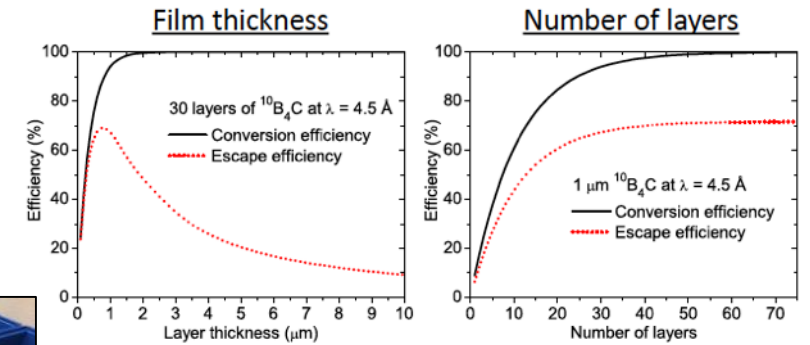 Film thickness
100
80
60
40
20
0
Efficiency (%)
30 layers of ¹⁰B₄C at λ = 4.5 Å
Conversion efficiency
Escape efficiency
0 1 2 3 4 5 6 7 8 9 10
Layer thickness (μm)
Number of layers
100
80
60
40
20
0
Efficiency (%)
1 μm ¹⁰B₄C at λ = 4.5 Å
Conversion efficiency
Escape efficiency
0 10 20 30 40 50 60 70
Number of layers